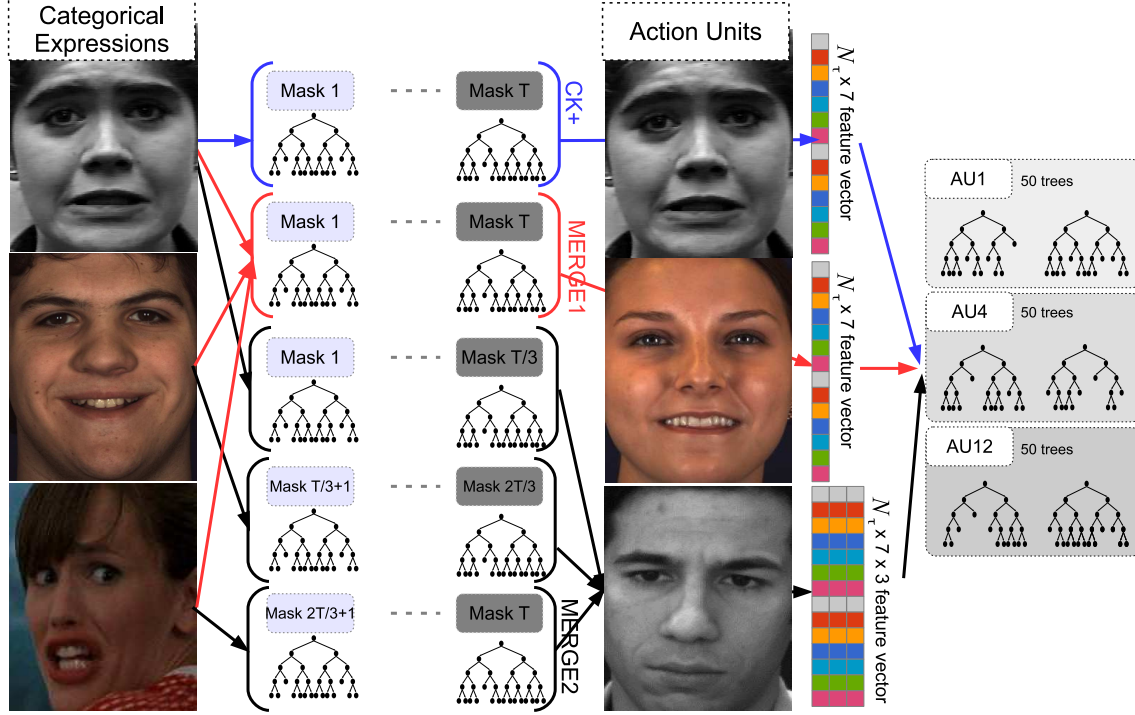 Categorical
Expressions
Action Units
Mask 1
Mask T
CK+
Mask 1
Mask T
MERGE1
Mask 1
Mask T/3
Mask T/3+1
Mask 2T/3
Mask 2T/3+1
Mask T
MERGE2
Nτ x 7 feature vector
Nτ x 7 feature vector
Nτ x 7 x 3 feature vector
AU1
50 trees
AU4
50 trees
AU12
50 trees